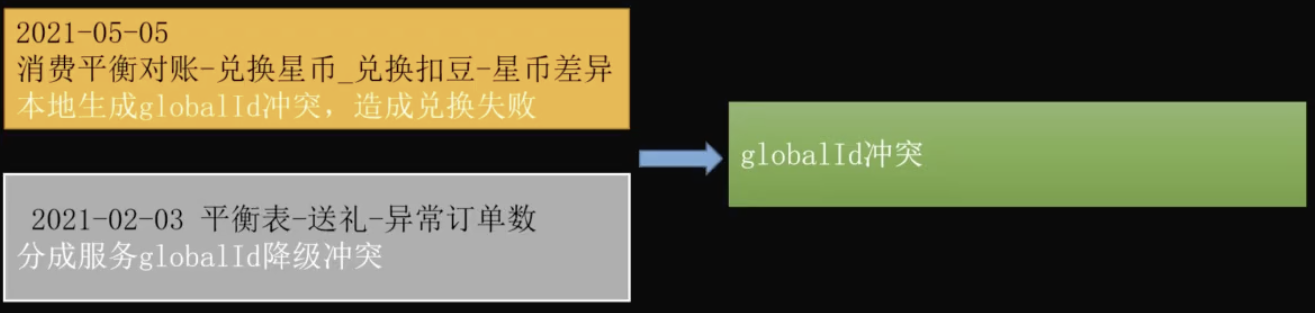 2021-05-05
消费平衡对账-兑换星币_兑换扣豆-星币差异
本地生成globalId冲突，造成兑换失败
globalId冲突
2021-02-03 平衡表-送礼-异常订单数
分成服务globalId降级冲突